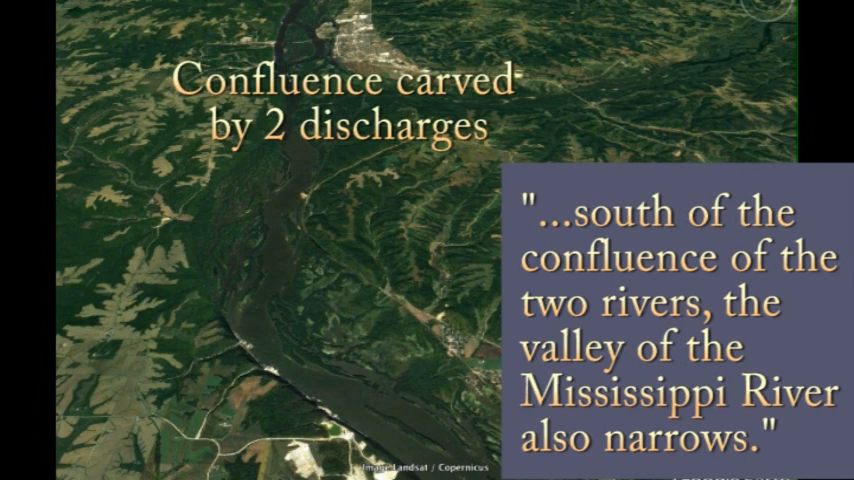 Confluence carved
by 2 discharges
"...south of the
confluence of the
two rivers, the
valley of the
Mississippi River
also narrows."
Image Landsat / Copernicus